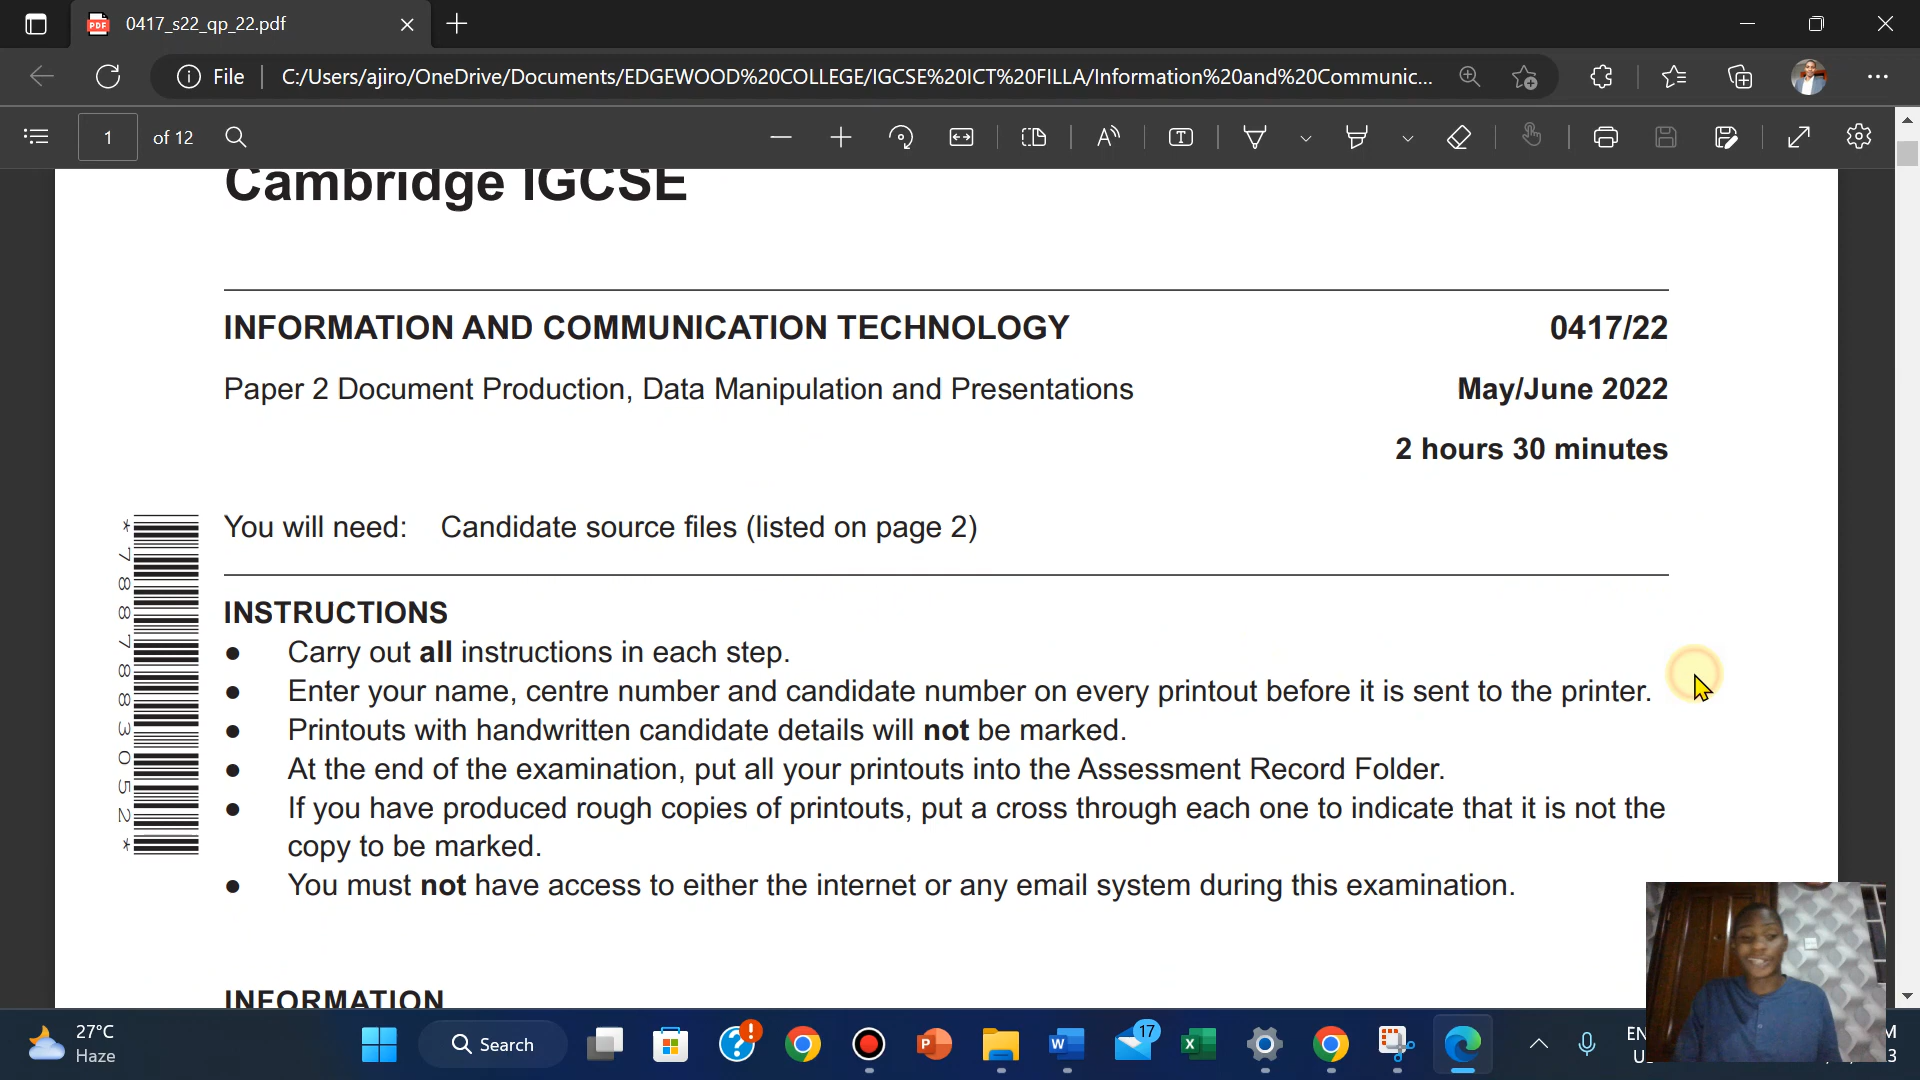 0417_s22_qp_22.pdf
File
C:/Users/ajiro/OneDrive/Documents/EDGEWOOD%20COLLEGE/IGCSE%20ICT%20FILLA/Information%20and%20Communic...
1 of 12
Cambridge IGCSE
INFORMATION AND COMMUNICATION TECHNOLOGY 0417/22
Paper 2 Document Production, Data Manipulation and Presentations May/June 2022
2 hours 30 minutes
You will need: Candidate source files (listed on page 2)
*7887883052*
INSTRUCTIONS
● Carry out all instructions in each step.
● Enter your name, centre number and candidate number on every printout before it is sent to the printer.
● Printouts with handwritten candidate details will not be marked.
● At the end of the examination, put all your printouts into the Assessment Record Folder.
● If you have produced rough copies of printouts, put a cross through each one to indicate that it is not the
copy to be marked.
● You must not have access to either the internet or any email system during this examination.
INFORMATION
27°C
Haze
Search
17